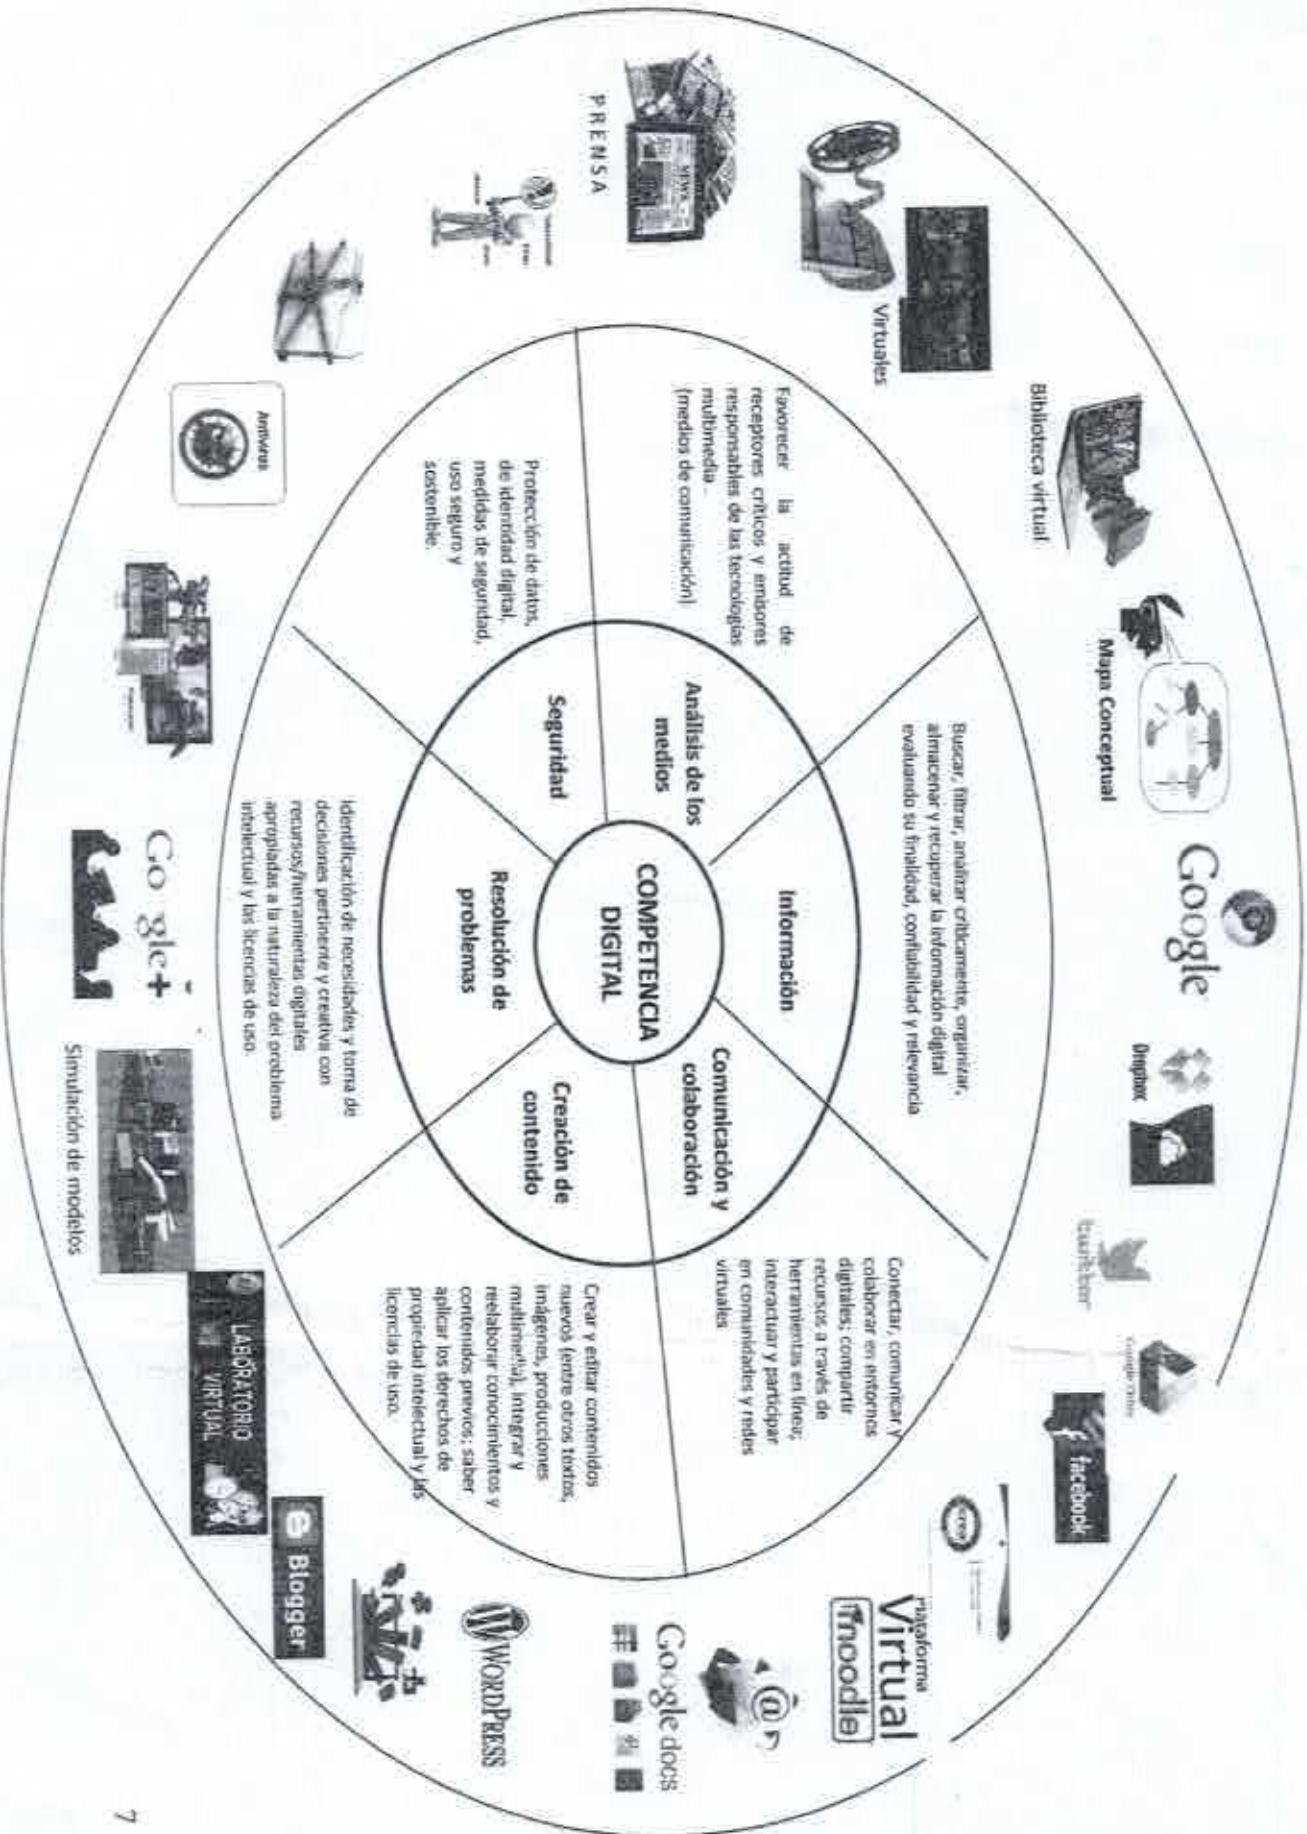 COMPETENCIA
DIGITAL
Información
Comunicación y
colaboración
Creación de
contenido
Resolución de
problemas
Seguridad
Análisis de los
medios
Buscar, filtrar, analizar críticamente, organizar,
almacenar y recuperar la información digital
evaluando su finalidad, confiabilidad y relevancia
Conectar, comunicar y
colaborar en entornos
digitales; compartir
recursos a través de
herramientas en línea;
interactuar y participar
en comunidades y redes
virtuales
Crear y editar contenidos
nuevos (entre otros textos,
imágenes, producciones
multimedia), integrar y
reelaborar conocimientos y
contenidos previos; saber
aplicar los derechos de
propiedad intelectual y las
licencias de uso.
Identificación de necesidades y toma de
decisiones pertinente y creativa con
recursos/herramientas digitales
apropiadas a la naturaleza del problema
intelectual y las licencias de uso.
Protección de datos,
de identidad digital,
medidas de seguridad,
uso seguro y
sostenible.
Favorecer la actitud de
receptores críticos y emisores
responsables de las tecnologías
multimedia .
(medios de comunicación)
PRENSA
NEWS
Virtuales
Biblioteca virtual
Mapa Conceptual
Google
Dropbox
twitter
facebook
crea
Plataforma
Virtual
moodle
@
Google docs
WORDPRESS
Blogger
LABORATORIO
VIRTUAL
Simulación de modelos
Google+
Antivirus
7